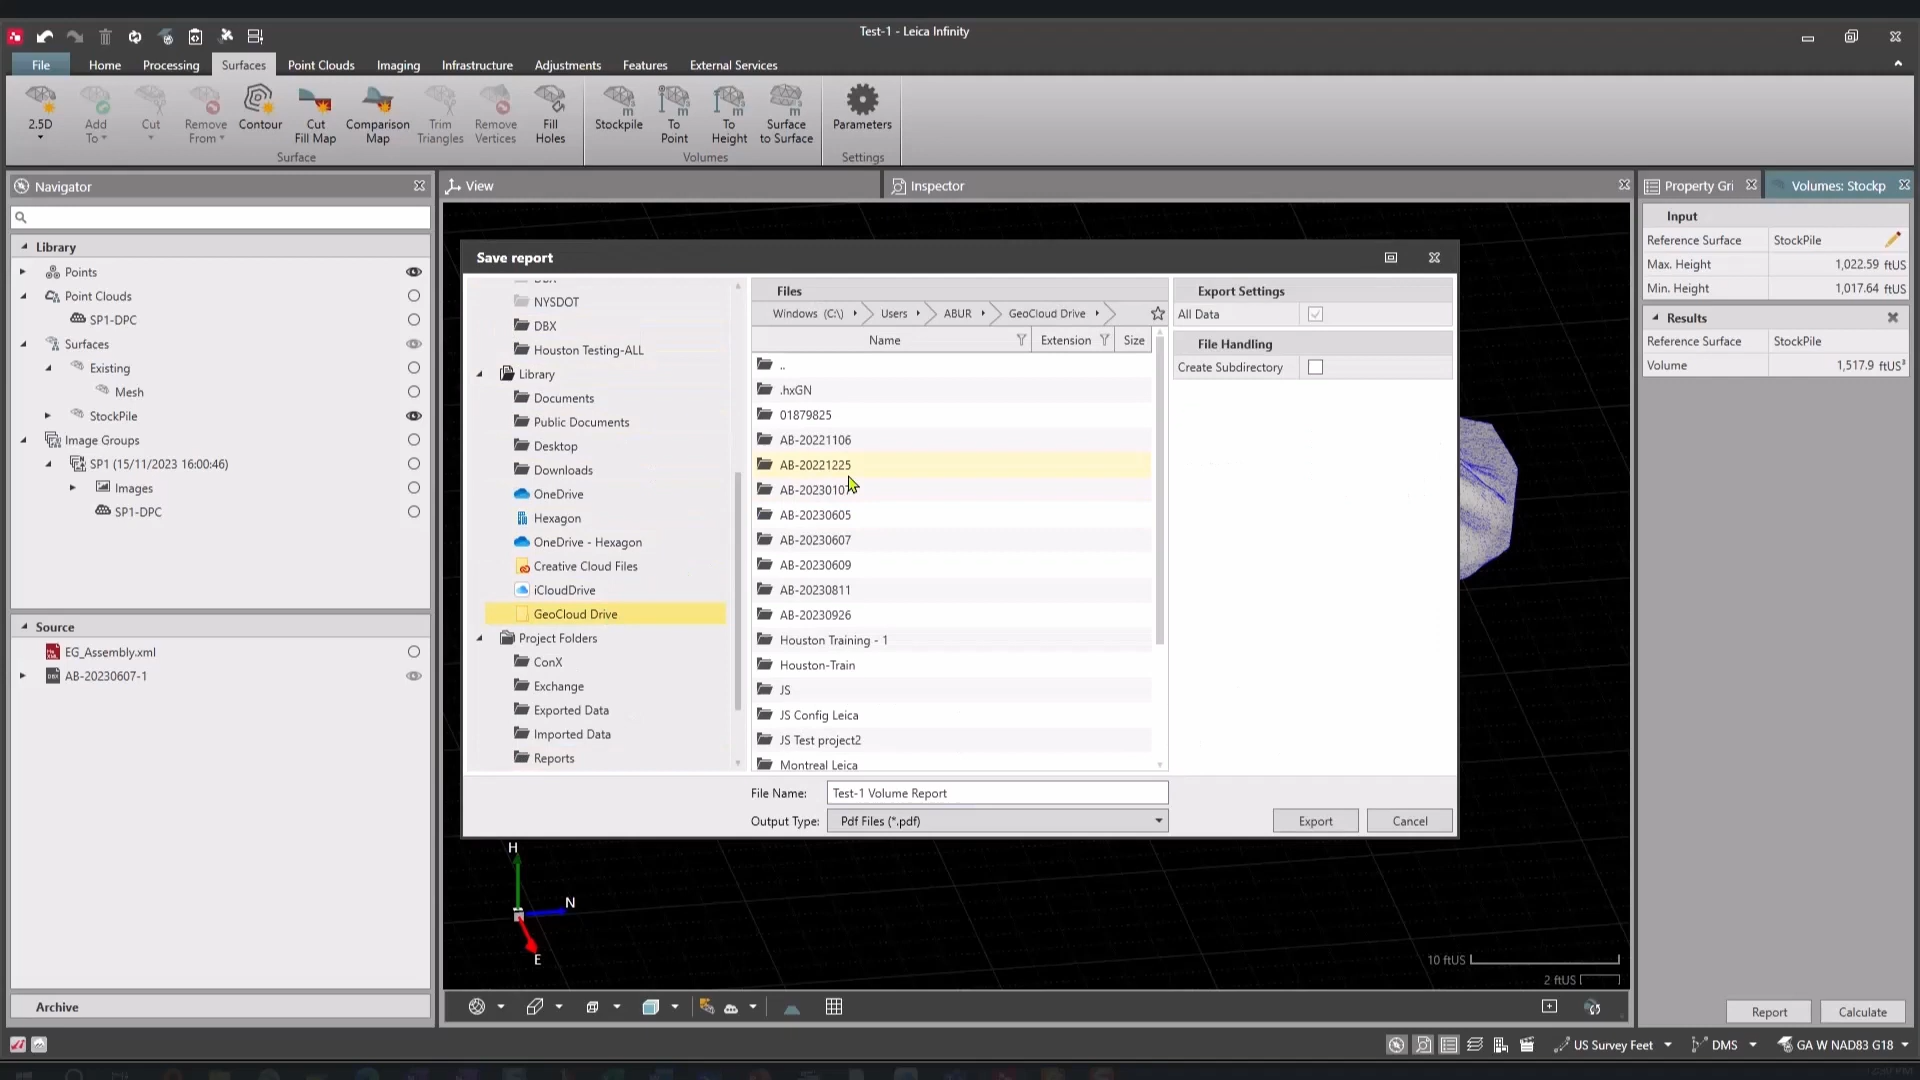 Test-1 - Leica Infinity
File
Home
Processing
Surfaces
Point Clouds
Imaging
Infrastructure
Adjustments
Features
External Services
2.5D
Add
To
Cut
Remove
From
Contour
Cut
Fill Map
Comparison
Map
Trim
Triangles
Remove
Vertices
Fill
Holes
Stockpile
To
Point
To
Height
Surface
to Surface
Parameters
Surface
Volumes
Settings
Navigator
View
Inspector
Property Gri
Volumes: Stockp
Library
Points
Point Clouds
SP1-DPC
Surfaces
Existing
Mesh
StockPile
Image Groups
SP1 (15/11/2023 16:00:46)
Images
SP1-DPC
Source
EG_Assembly.xml
AB-20230607-1
Archive
Save report
NYSDOT
DBX
Houston Testing-ALL
Library
Documents
Public Documents
Desktop
Downloads
OneDrive
Hexagon
OneDrive - Hexagon
Creative Cloud Files
iCloudDrive
GeoCloud Drive
Project Folders
ConX
Exchange
Exported Data
Imported Data
Reports
Files
Windows (C:\)
Users
ABUR
GeoCloud Drive
Name
Extension
Size
..
.hxGN
01879825
AB-20221106
AB-20221225
AB-2023010
AB-20230605
AB-20230607
AB-20230609
AB-20230811
AB-20230926
Houston Training - 1
Houston-Train
JS
JS Config Leica
JS Test project2
Montreal Leica
Export Settings
All Data
File Handling
Create Subdirectory
File Name: Test-1 Volume Report
Output Type: Pdf Files (*.pdf)
Export
Cancel
Input
Reference Surface StockPile
Max. Height 1,022.59 ftUS
Min. Height 1,017.64 ftUS
Results
Reference Surface StockPile
Volume 1,517.9 ftUS³
H
N
E
10 ftUS
2 ftUS
Report
Calculate
US Survey Feet
DMS
GA W NAD83 G18